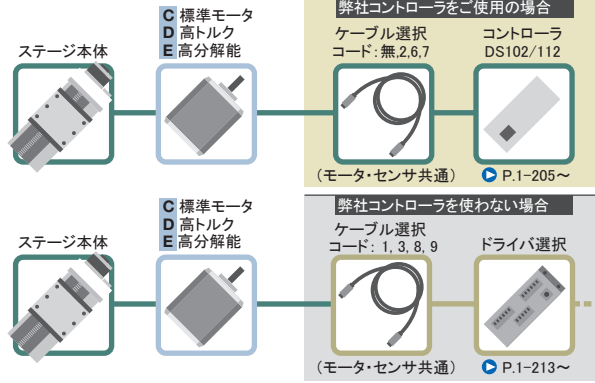 弊社コントローラをご使用の場合
C 標準モータ
D 高トルク
E 高分解能
ステージ本体
ケーブル選択
コード：無,2,6,7
コントローラ
DS102/112
（モータ・センサ共通）
P.1-205～
弊社コントローラを使わない場合
C 標準モータ
D 高トルク
E 高分解能
ステージ本体
ケーブル選択
コード： 1, 3, 8, 9
ドライバ選択
（モータ・センサ共通）
P.1-213～